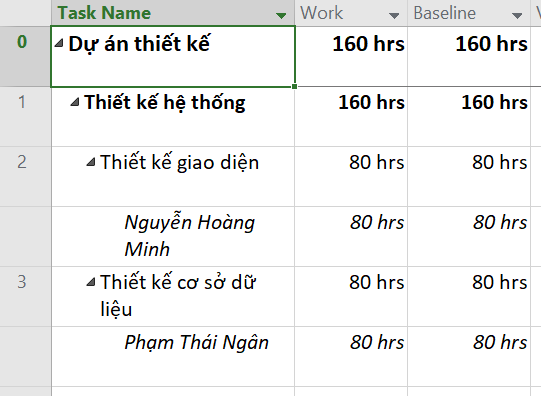 Task Name Work Baseline
0 Dự án thiết kế 160 hrs 160 hrs
1 Thiết kế hệ thống 160 hrs 160 hrs
2 Thiết kế giao diện 80 hrs 80 hrs
Nguyễn Hoàng 80 hrs 80 hrs
Minh
3 Thiết kế cơ sở dữ 80 hrs 80 hrs
liệu
Phạm Thái Ngân 80 hrs 80 hrs